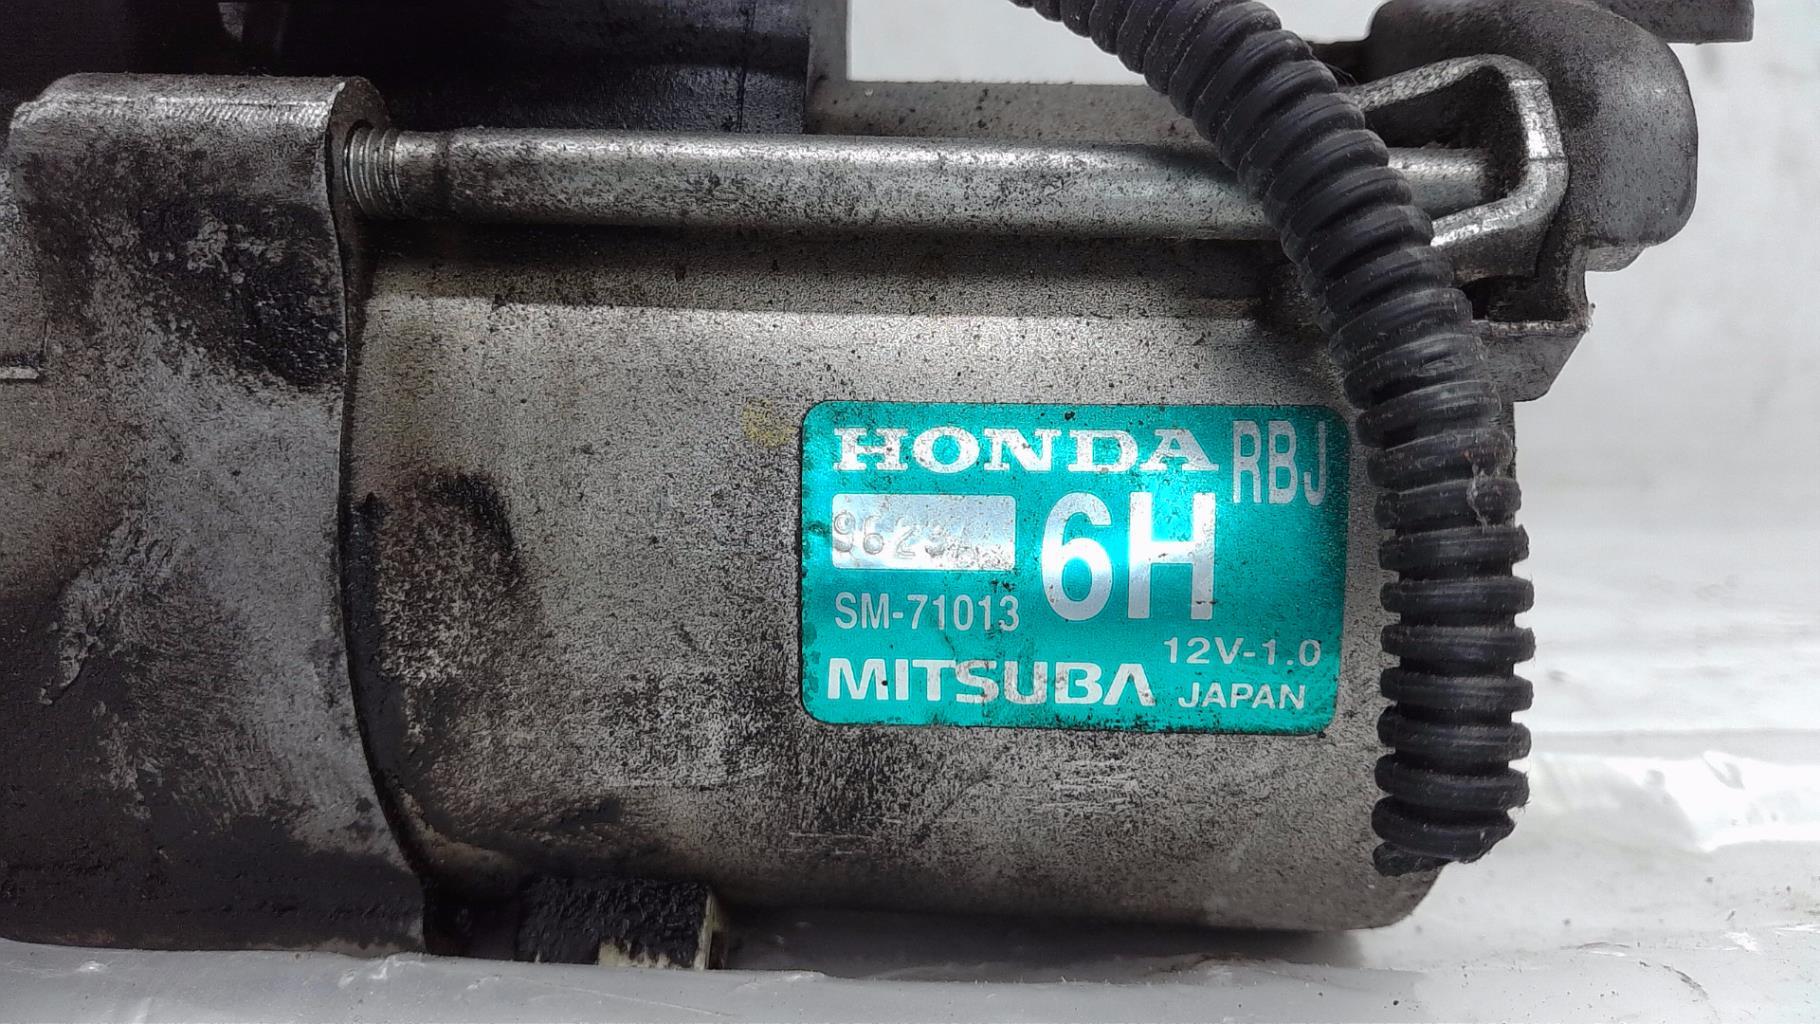 HONDA RBJ
6H
SM-71013
12V-1.0
MITSUBA JAPAN